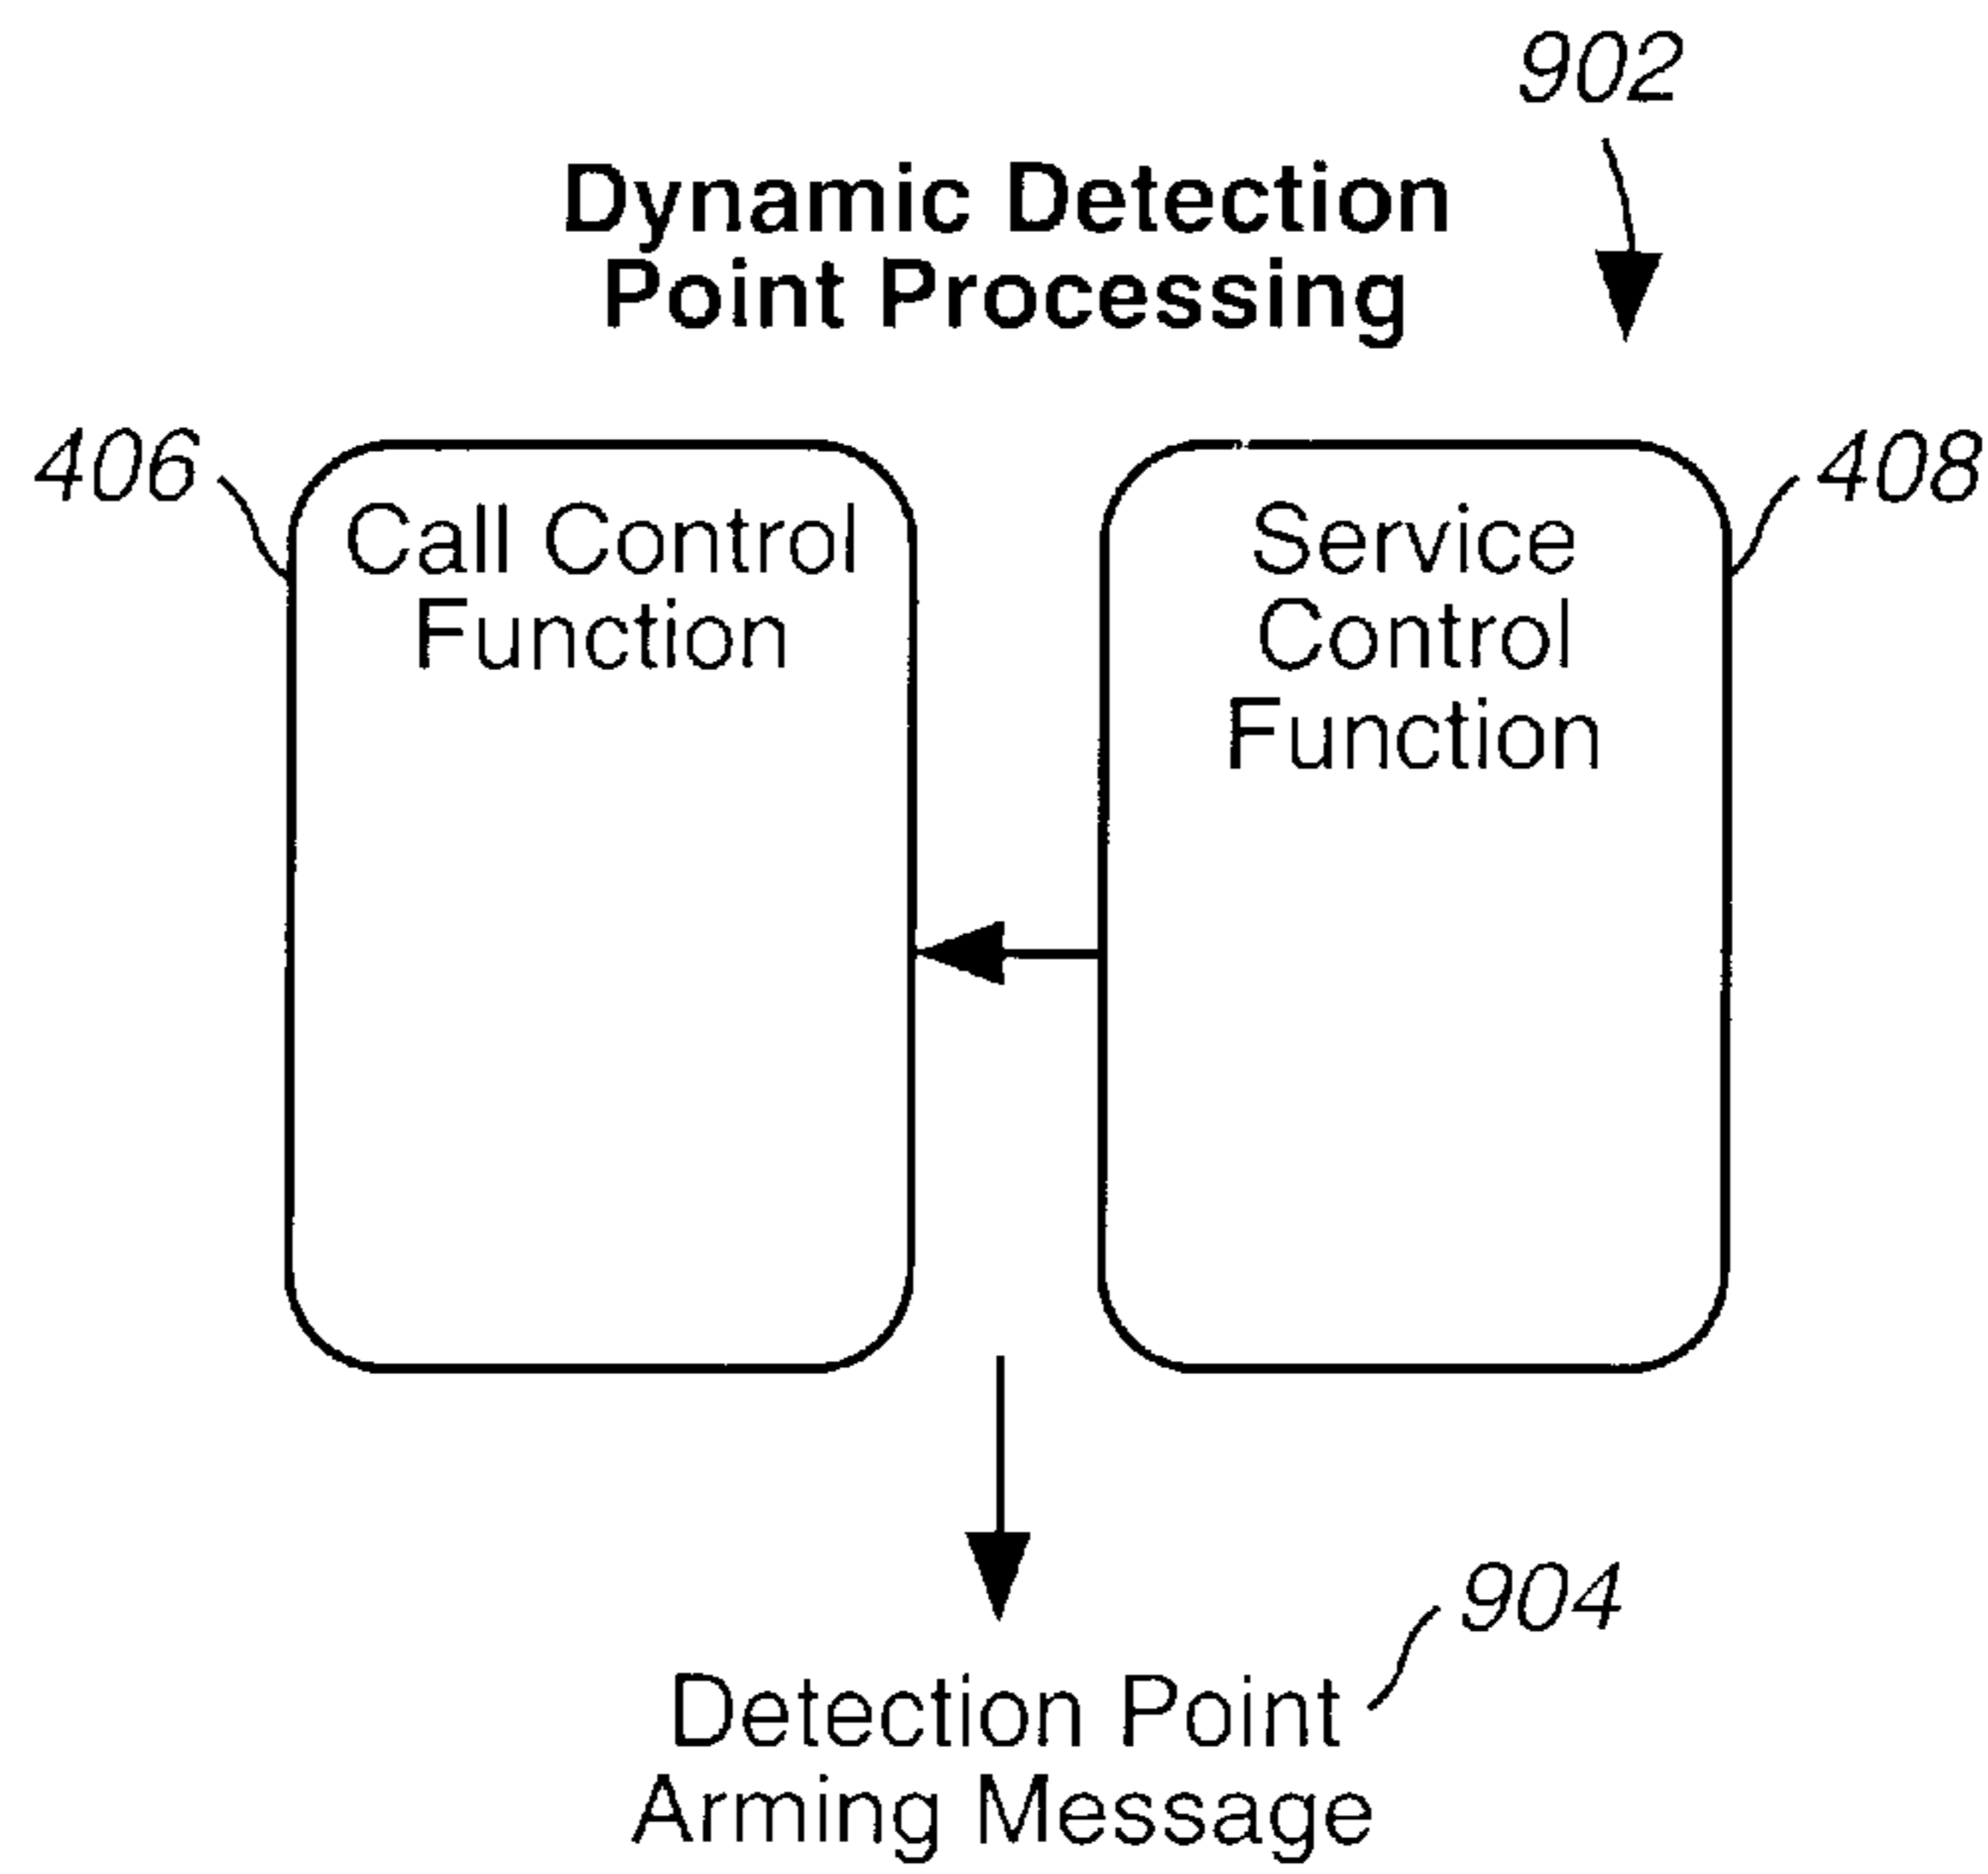 902
Dynamic Detection
Point Processing
406
408
Call Control
Function
Service
Control
Function
904
Detection Point
Arming Message